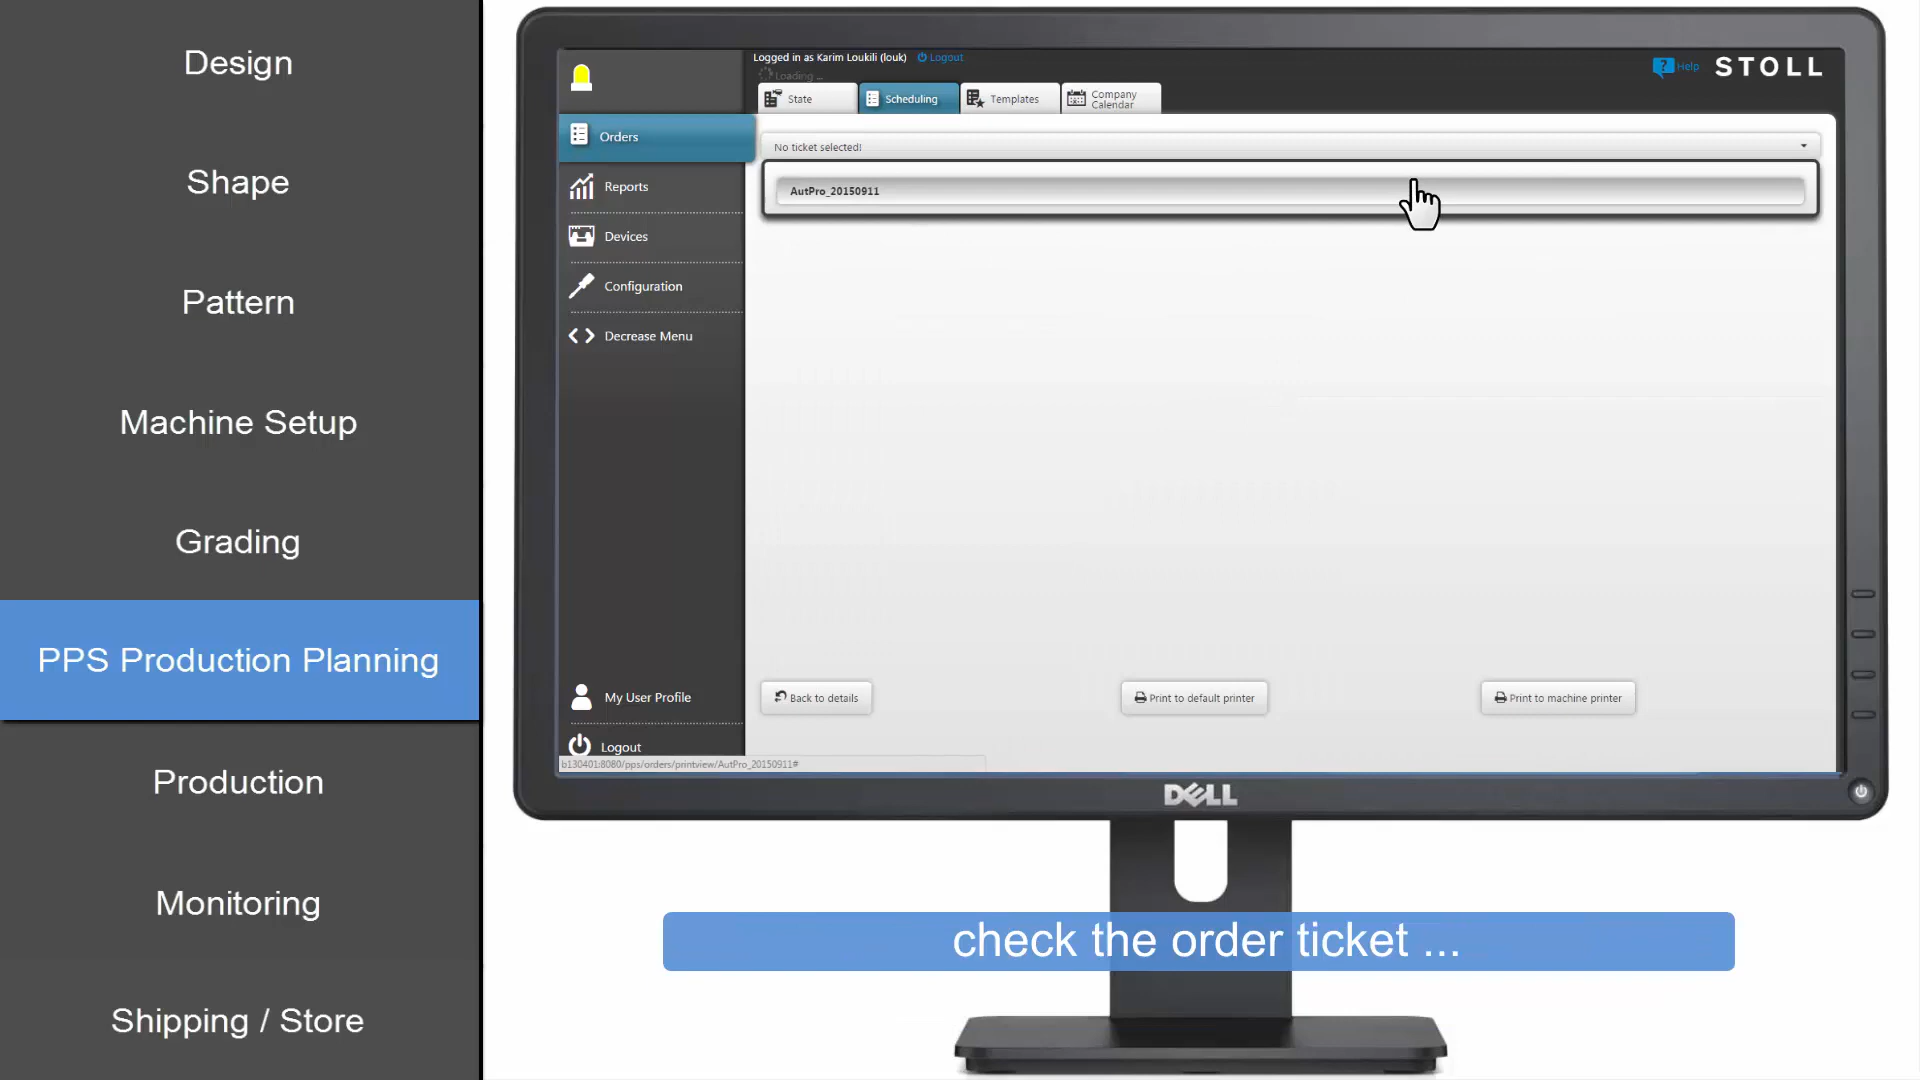 Design
Shape
Pattern
Machine Setup
Grading
PPS Production Planning
Production
Monitoring
Shipping / Store
Logged in as Karim Loukili (louk) Logout
Loading ...
Help STOLL
State
Scheduling
Templates
Company
Calendar
Orders
Reports
Devices
Configuration
Decrease Menu
My User Profile
Logout
No ticket selected!
AutPro_20150911
Back to details
Print to default printer
Print to machine printer
b130401:8080/pps/orders/printview/AutPro_20150911#
DELL
check the order ticket ...